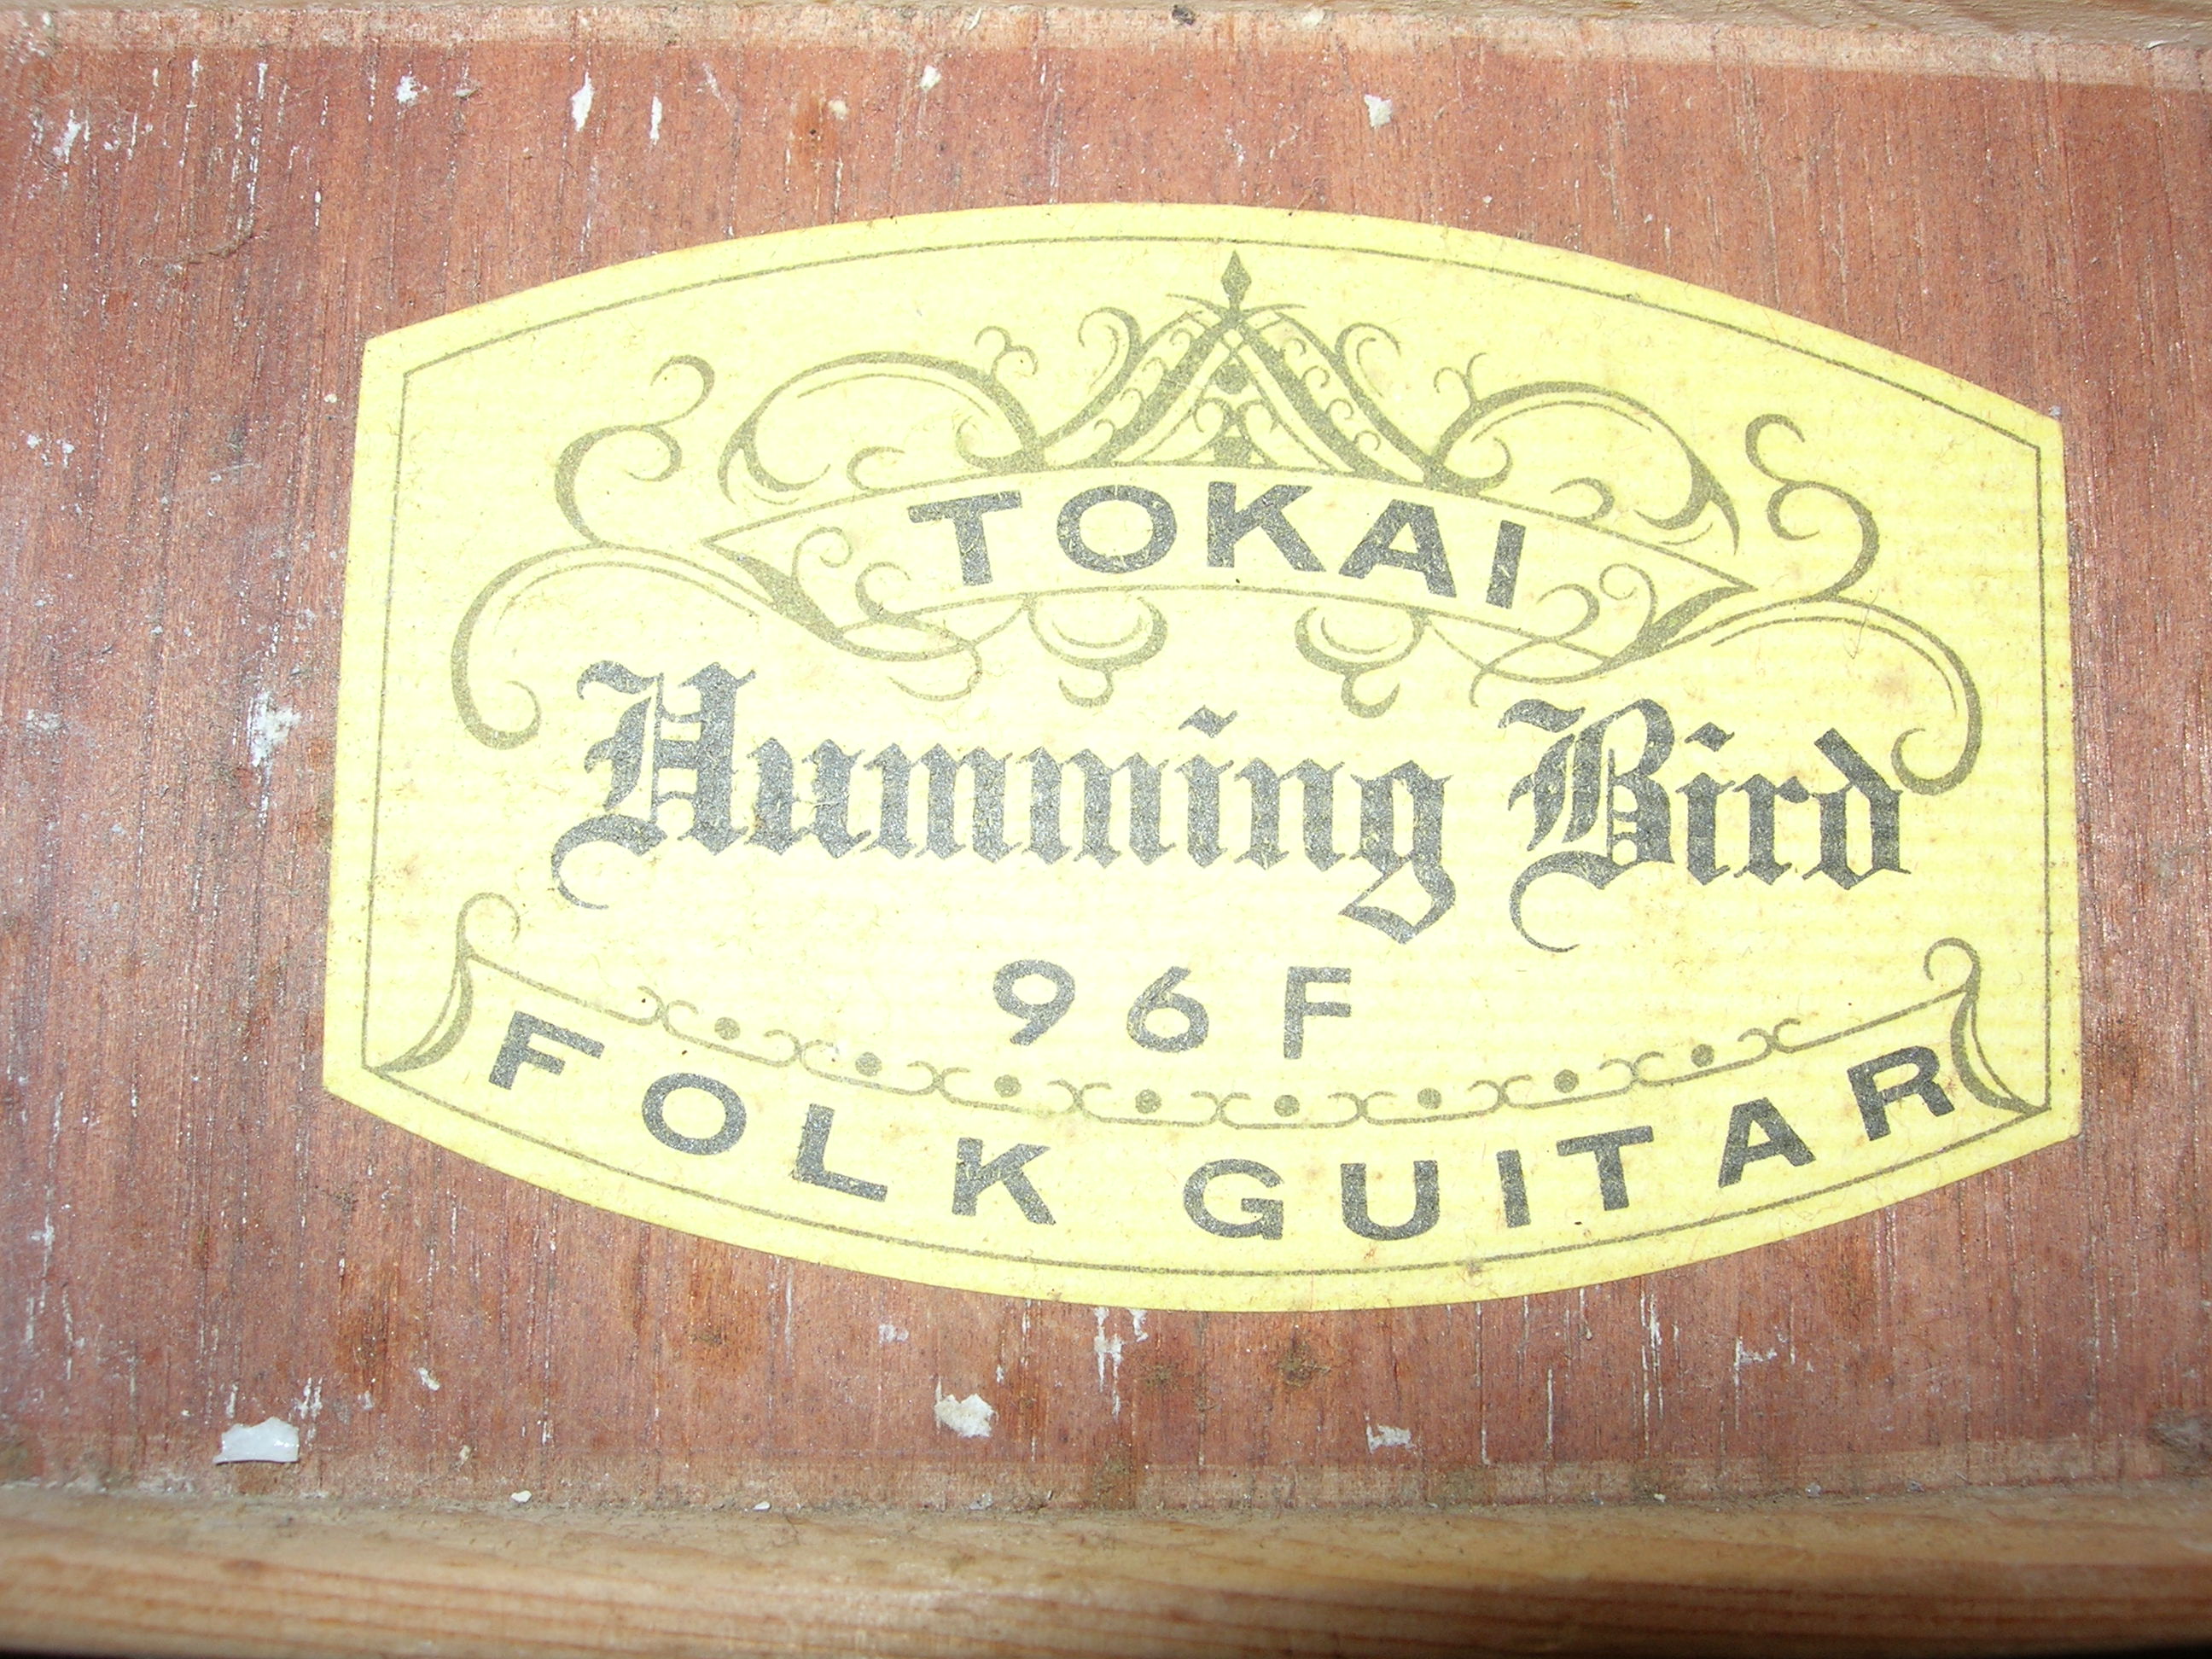 TOKAI
Humming Bird
96F
FOLK GUITAR